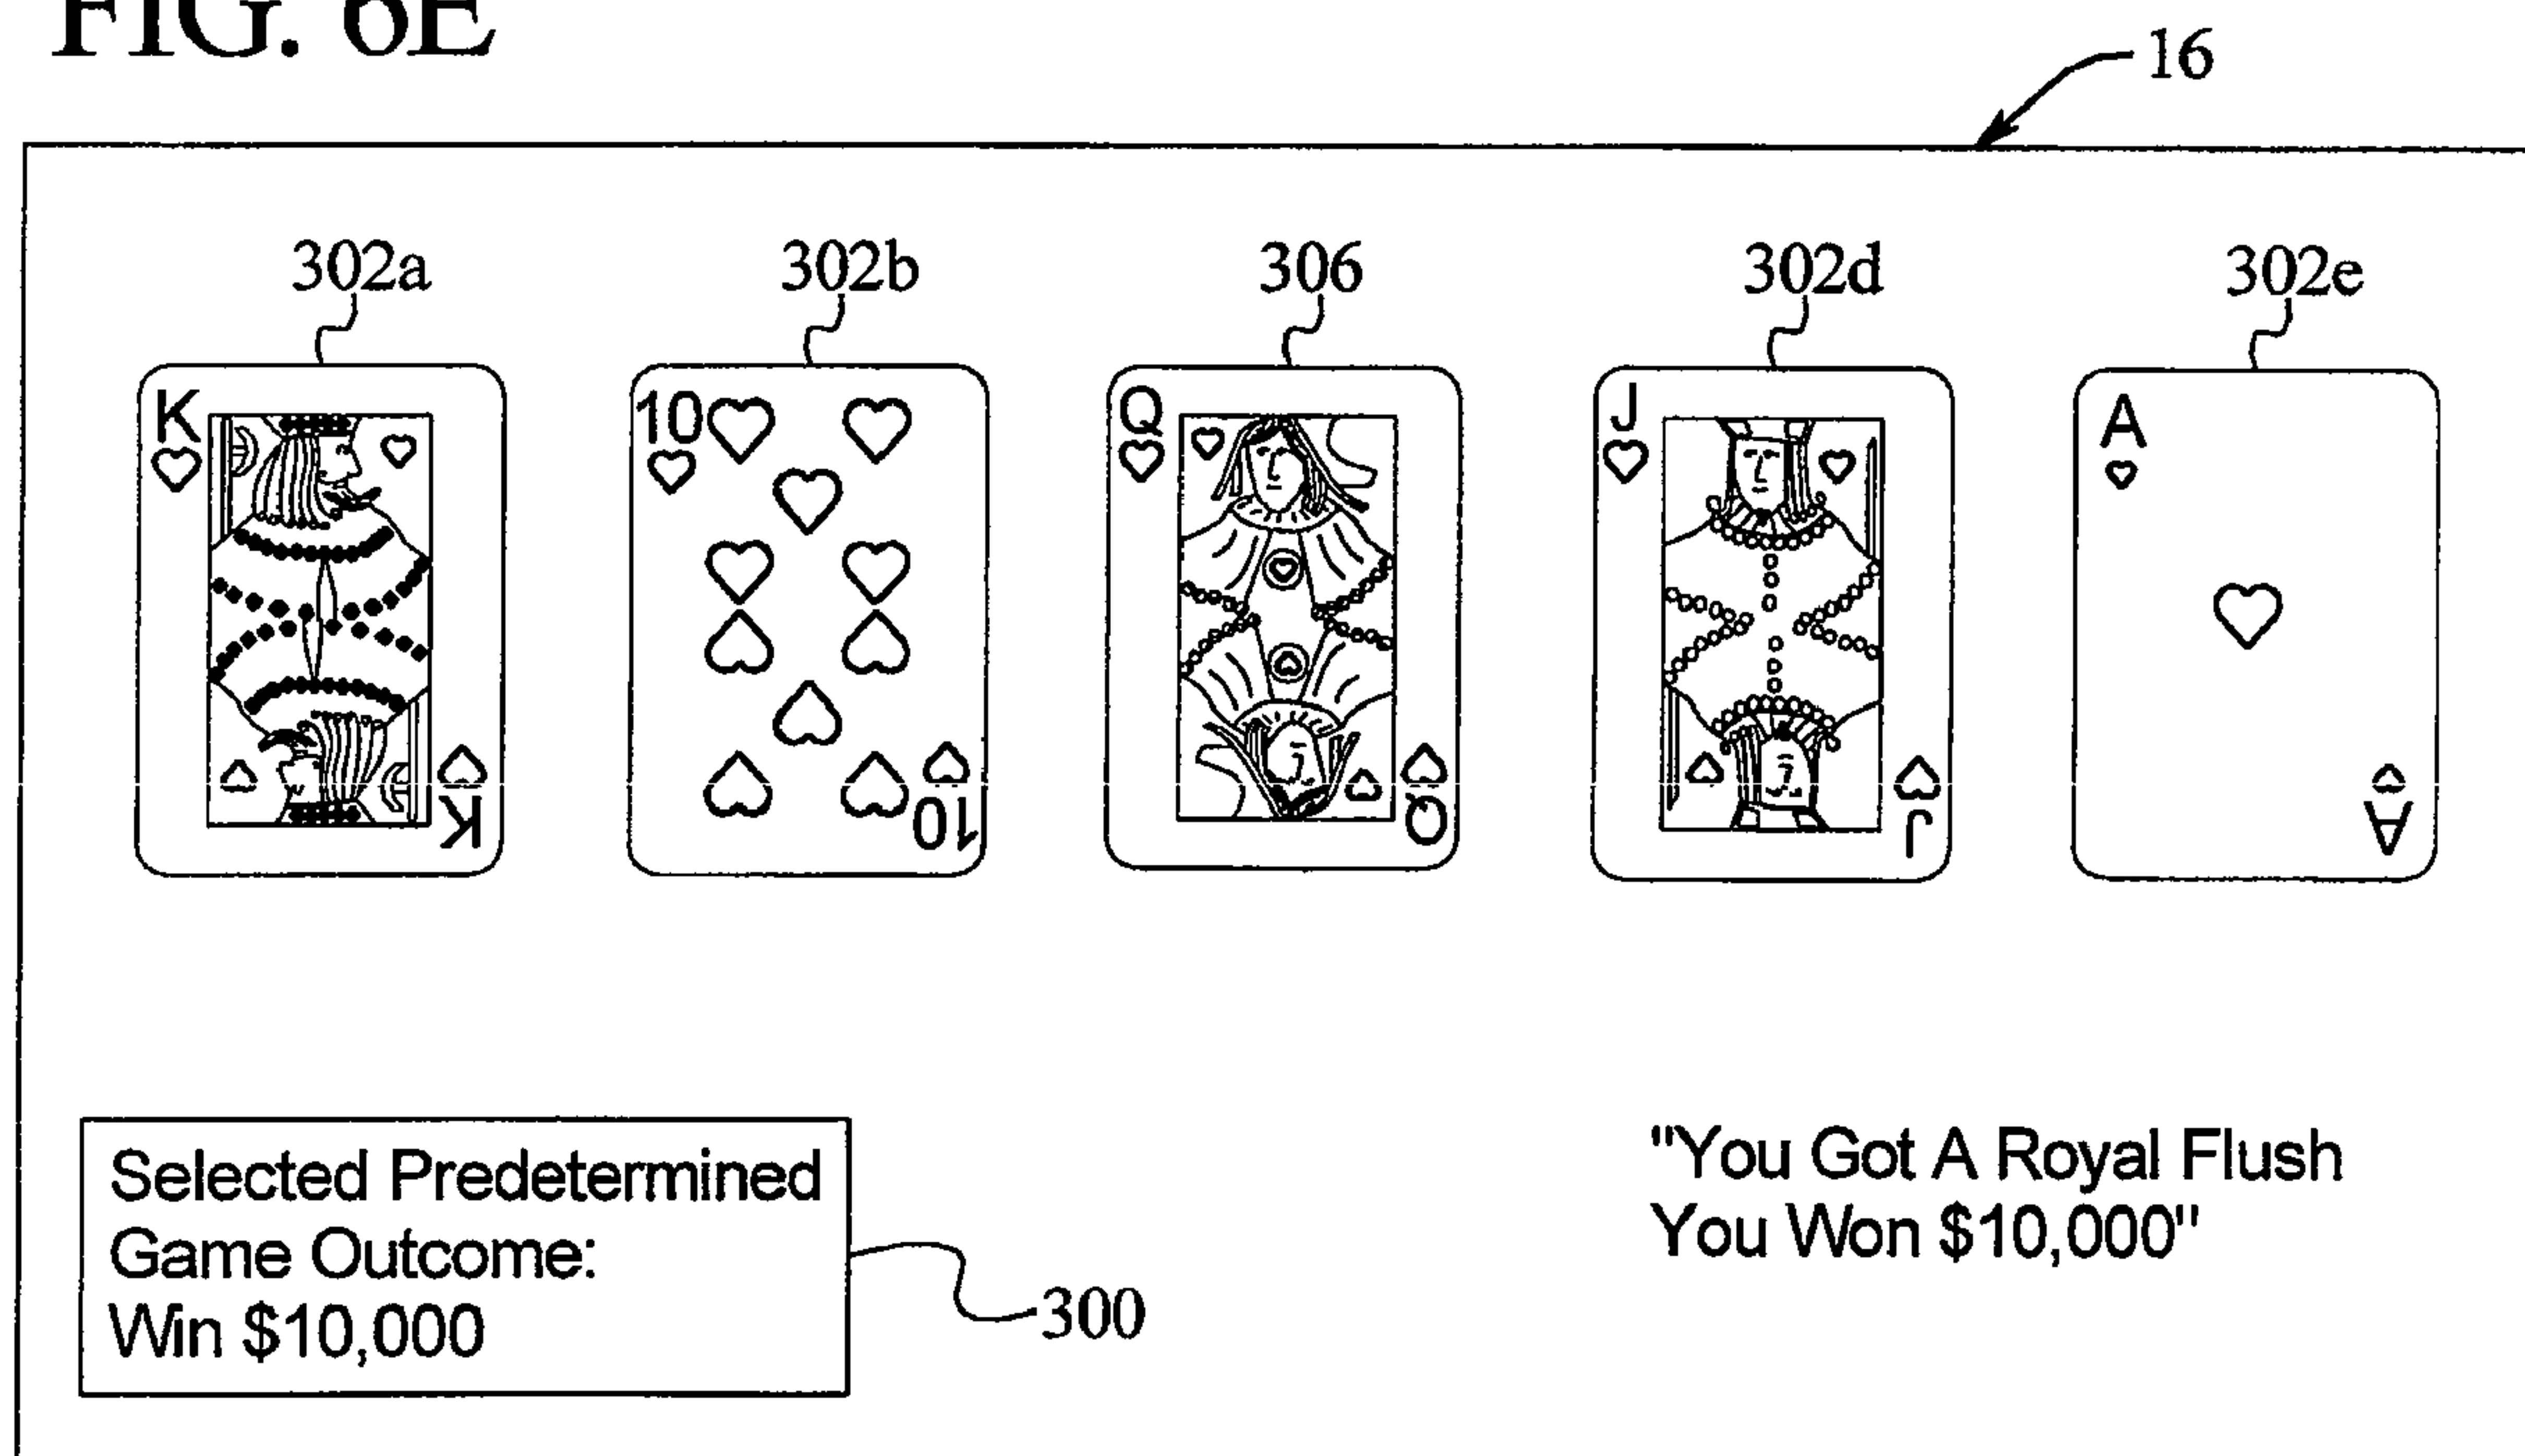 FIG. 6E
16
302a 302b 306 302d 302e
K 10 Q J A
K 10 Q J A
Selected Predetermined
Game Outcome:
Win $10,000
300
"You Got A Royal Flush
You Won $10,000"